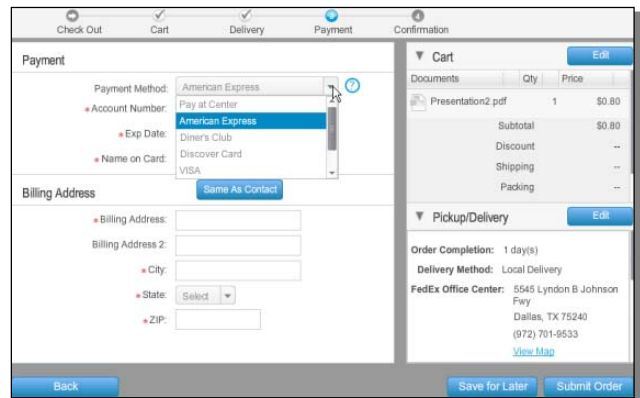 Check Out Cart Delivery Payment Confirmation
Payment
Payment Method: American Express ?
Pay at Center
*Account Number:
American Express
*Exp Date:
Diner's Club
*Name on Card:
Discover Card
VISA
Billing Address Same As Contact
*Billing Address:
Billing Address 2:
*City:
*State: Select
*ZIP:
Cart Edit
Documents Qty Price
Presentation2.pdf 1 $0.80
Subtotal $0.80
Discount --
Shipping --
Packing --
Pickup/Delivery Edit
Order Completion: 1 day(s)
Delivery Method: Local Delivery
FedEx Office Center: 5545 Lyndon B Johnson
Fwy
Dallas, TX 75240
(972) 701-9533
View Map
Back Save for Later Submit Order